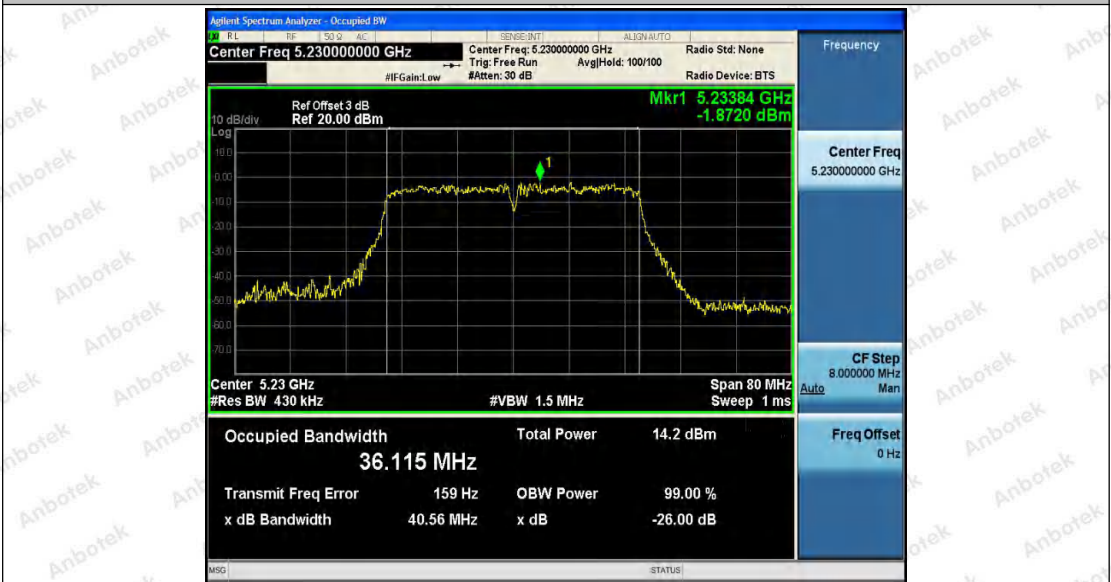 Agilent Spectrum Analyzer - Occupied BW
RL RF 50 Ω AC SENSE:INT ALIGN AUTO
Center Freq 5.230000000 GHz
Center Freq: 5.230000000 GHz
Radio Std: None
Trig: Free Run Avg|Hold: 100/100
#IFGain:Low #Atten: 30 dB Radio Device: BTS
Frequency
Mkr1 5.23384 GHz
-1.8720 dBm
Ref Offset 3 dB
10 dB/div Ref 20.00 dBm
Log
10.0
0.00
-10.0
-20.0
-30.0
-40.0
-50.0
-60.0
-70.0
1
Center 5.23 GHz Span 80 MHz
#Res BW 430 kHz #VBW 1.5 MHz Sweep 1 ms
Center Freq
5.230000000 GHz
CF Step
8.000000 MHz
Auto Man
Freq Offset
0 Hz
Occupied Bandwidth Total Power 14.2 dBm
36.115 MHz
Transmit Freq Error 159 Hz OBW Power 99.00 %
x dB Bandwidth 40.56 MHz x dB -26.00 dB
MSG STATUS
Anbotek